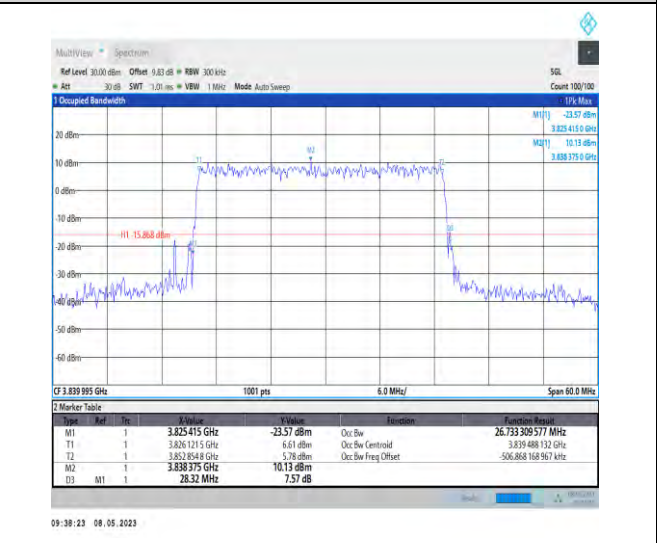 MultiView Spectrum
Ref Level 30.00 dBm Offset 9.83 dB RBW 300 kHz SGL
Att 30 dB SWT 1.01 ms VBW 1 MHz Mode Auto Sweep Count 100/100
1 Occupied Bandwidth 1Pk Max
M1[1] -23.57 dBm
3.825 415 0 GHz
M2[1] 10.13 dBm
3.838 375 0 GHz
20 dBm
M2
T1 T2
10 dBm
0 dBm
-10 dBm
H1 -15.868 dBm
-20 dBm
-30 dBm
-40 dBm
-50 dBm
-60 dBm
CF 3.839 995 GHz 1001 pts 6.0 MHz/ Span 60.0 MHz
2 Marker Table
Type Ref Trc X-Value Y-Value Function Function Result
M1 1 3.825 415 GHz -23.57 dBm Occ Bw 26.733 309 577 MHz
T1 1 3.826 121 5 GHz 6.61 dBm Occ Bw Centroid 3.839 488 132 GHz
T2 1 3.852 854 8 GHz 5.78 dBm Occ Bw Freq Offset -506.868 168 967 kHz
M2 1 3.838 375 GHz 10.13 dBm
D3 M1 1 28.32 MHz 7.57 dB
09:38:23 08.05.2023